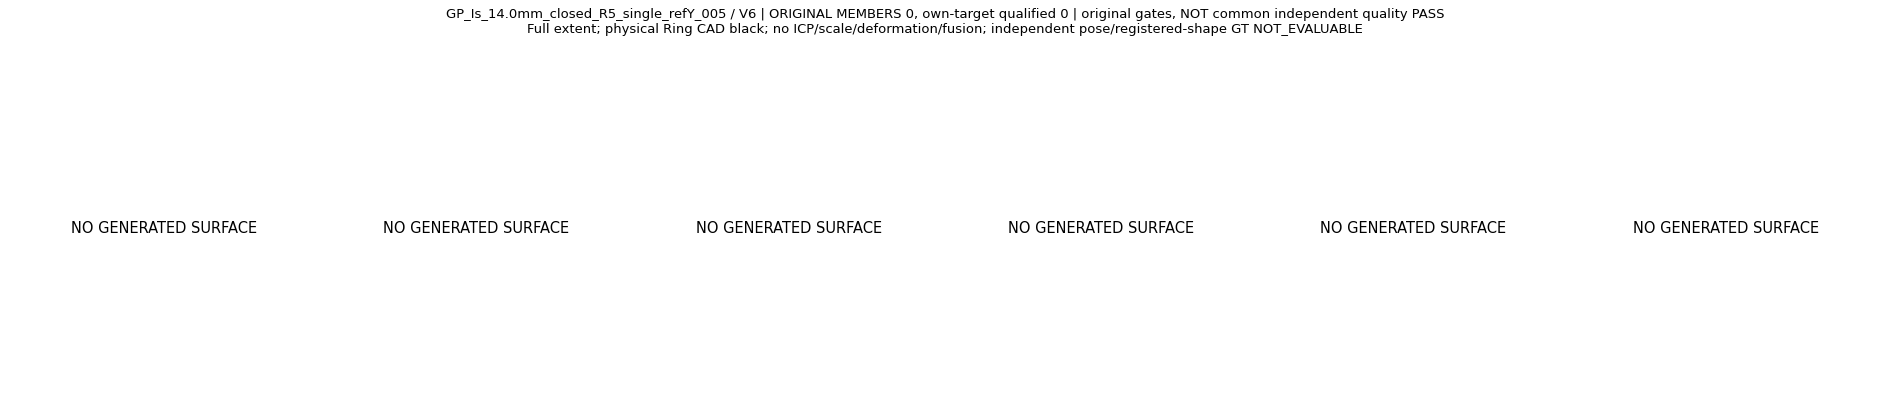 GP_Is_14.0mm_closed_R5_single_refY_005 / V6 | ORIGINAL MEMBERS 0, own-target qualified 0 | original gates, NOT common independent quality PASS
Full extent; physical Ring CAD black; no ICP/scale/deformation/fusion; independent pose/registered-shape GT NOT_EVALUABLE
NO GENERATED SURFACE
NO GENERATED SURFACE
NO GENERATED SURFACE
NO GENERATED SURFACE
NO GENERATED SURFACE
NO GENERATED SURFACE